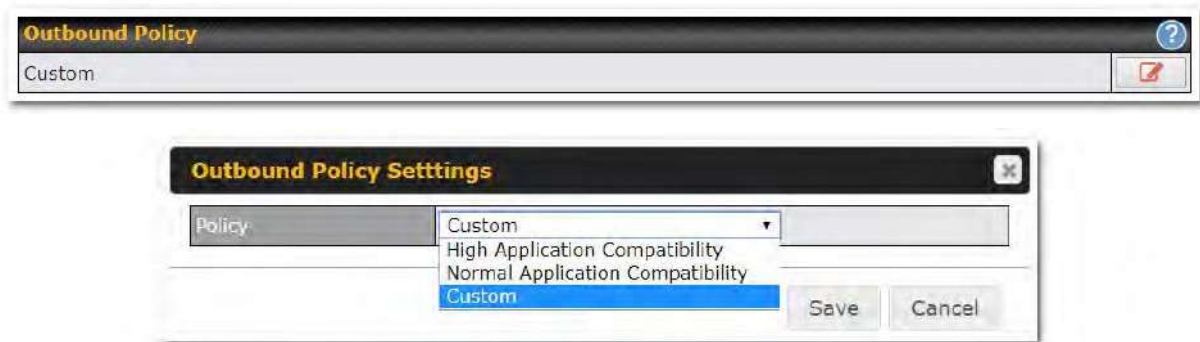 Outbound Policy
?
Custom
Outbound Policy Setttings
Policy
Custom
High Application Compatibility
Normal Application Compatibility
Custom
Save
Cancel